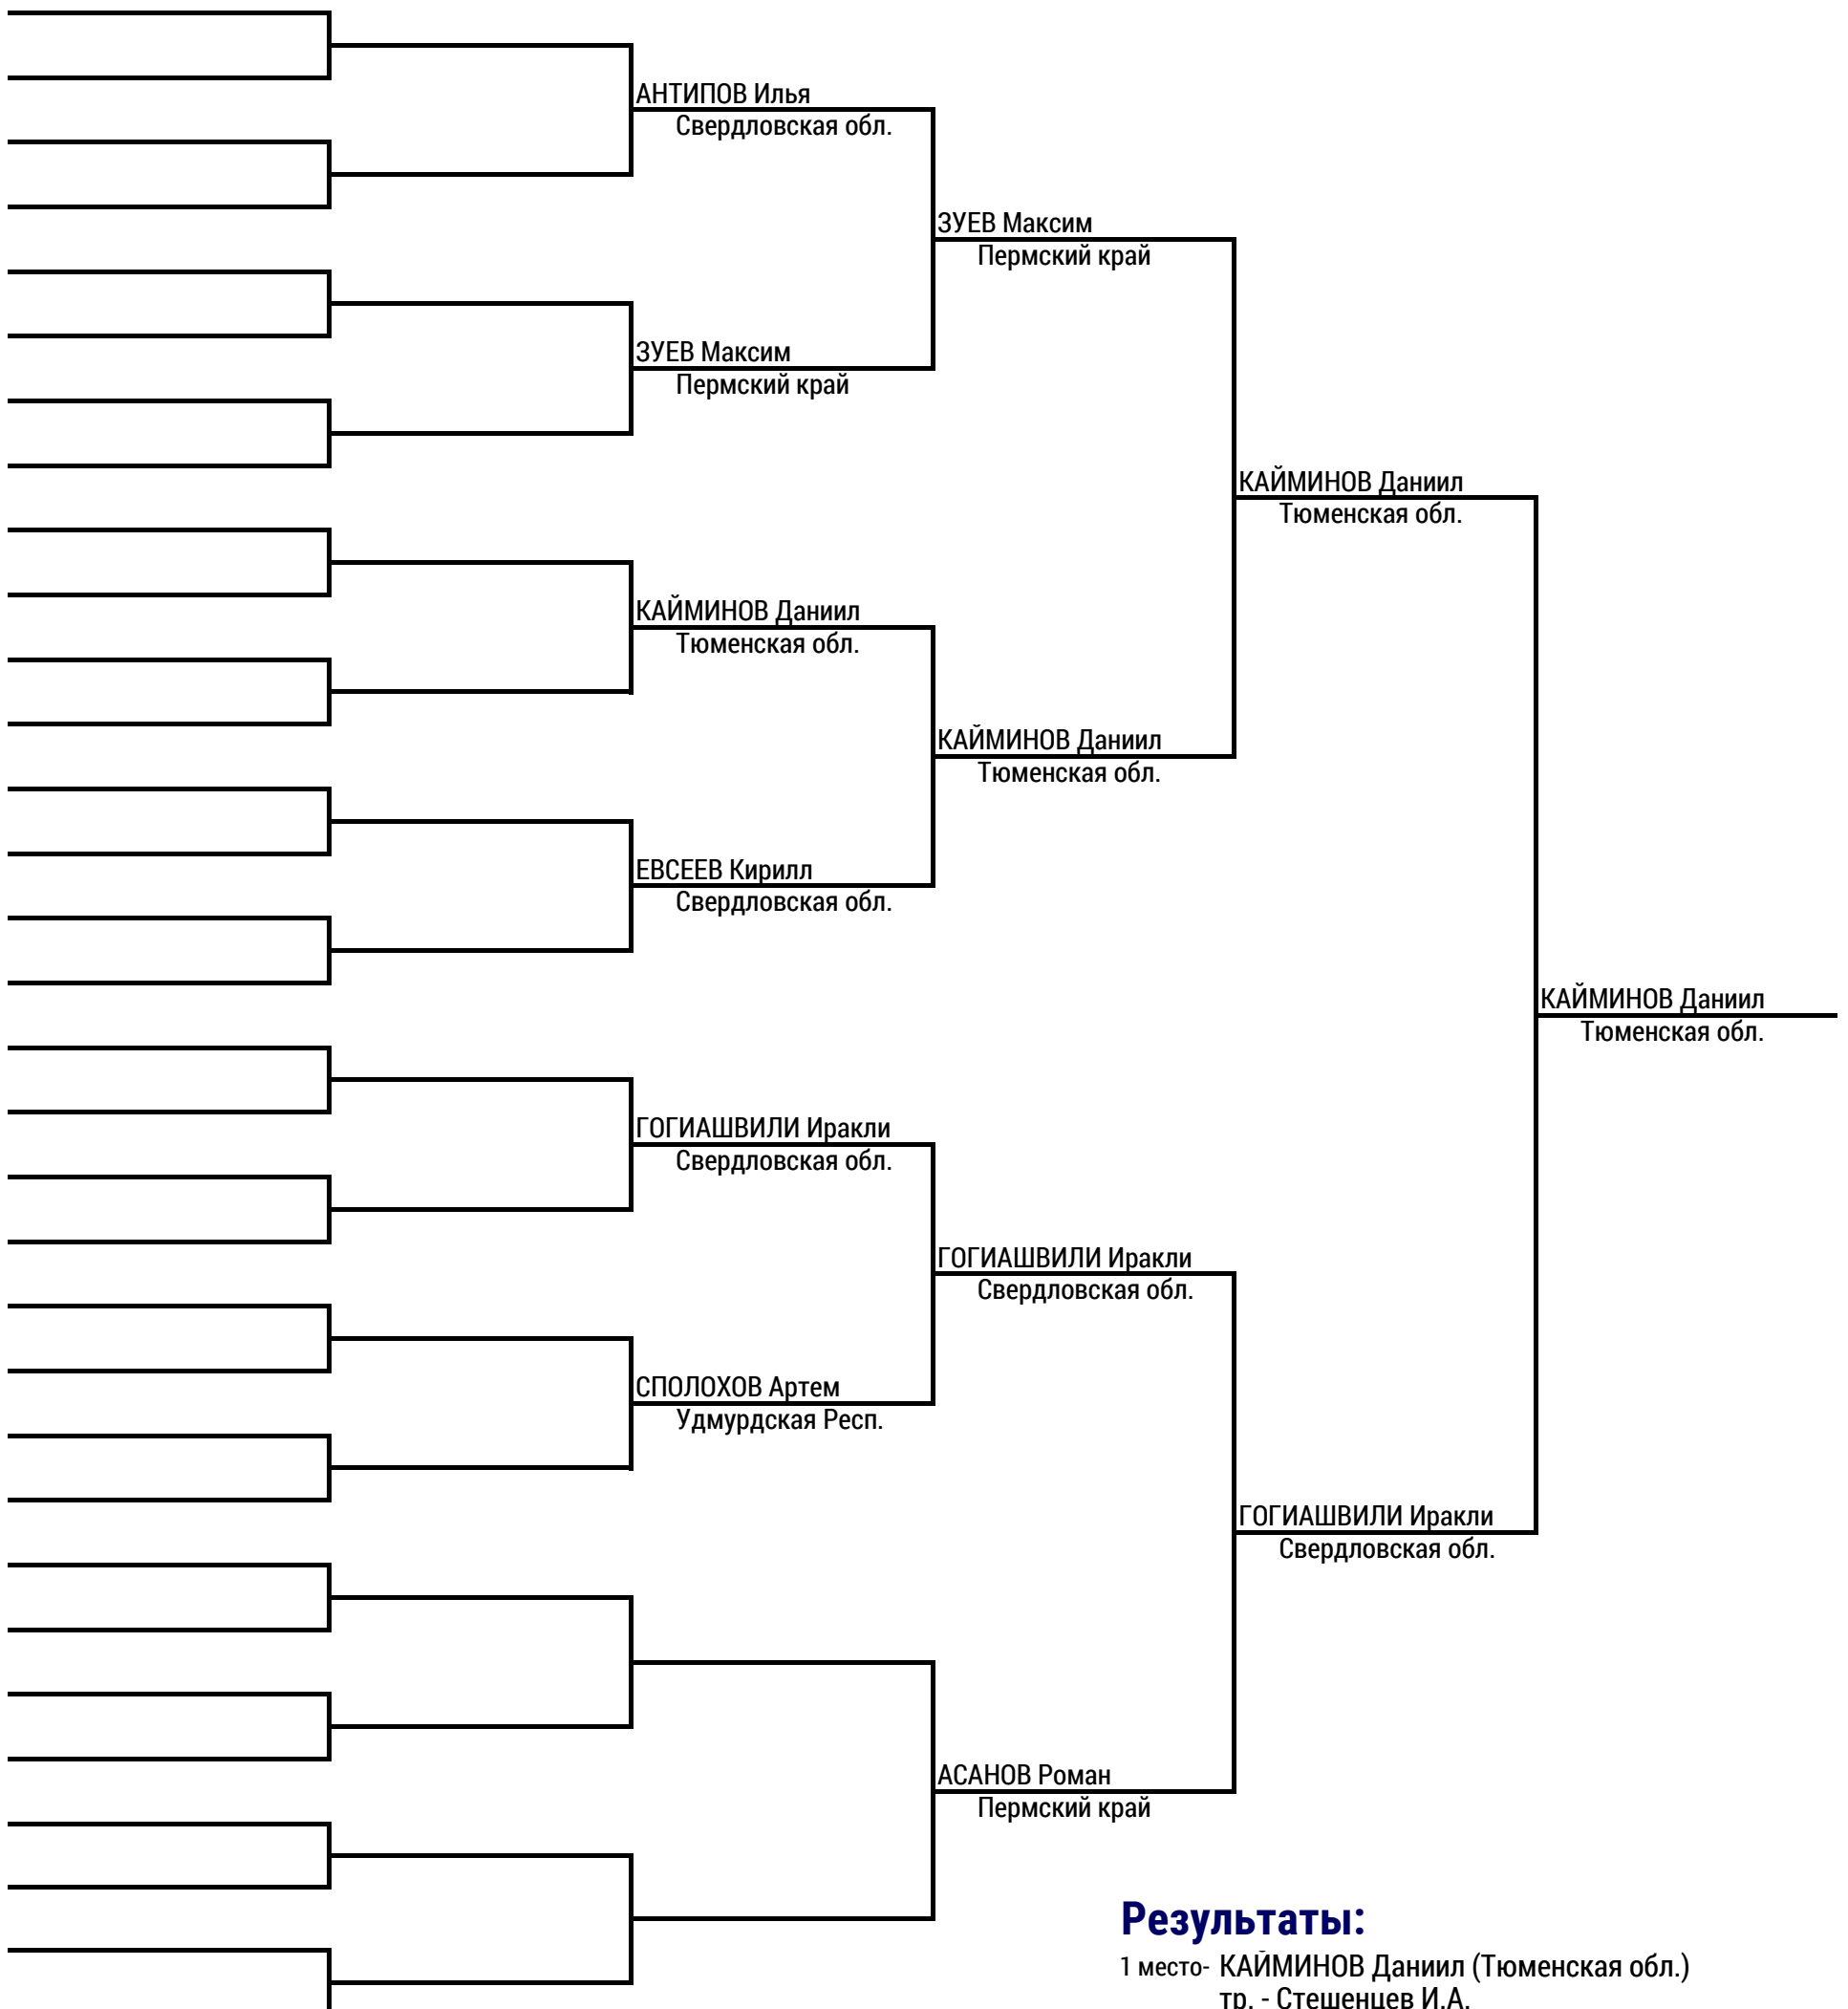 АНТИПОВ Илья
Свердловская обл.
ЗУЕВ Максим
Пермский край
ЗУЕВ Максим
Пермский край
КАЙМИНОВ Даниил
Тюменская обл.
КАЙМИНОВ Даниил
Тюменская обл.
КАЙМИНОВ Даниил
Тюменская обл.
ЕВСЕЕВ Кирилл
Свердловская обл.
КАЙМИНОВ Даниил
Тюменская обл.
ГОГИАШВИЛИ Иракли
Свердловская обл.
ГОГИАШВИЛИ Иракли
Свердловская обл.
СПОЛОХОВ Артем
Удмурдская Респ.
ГОГИАШВИЛИ Иракли
Свердловская обл.
АСАНОВ Роман
Пермский край
Результаты:
1 место- КАЙМИНОВ Даниил (Тюменская обл.)
тр. - Стешенцев И.А.